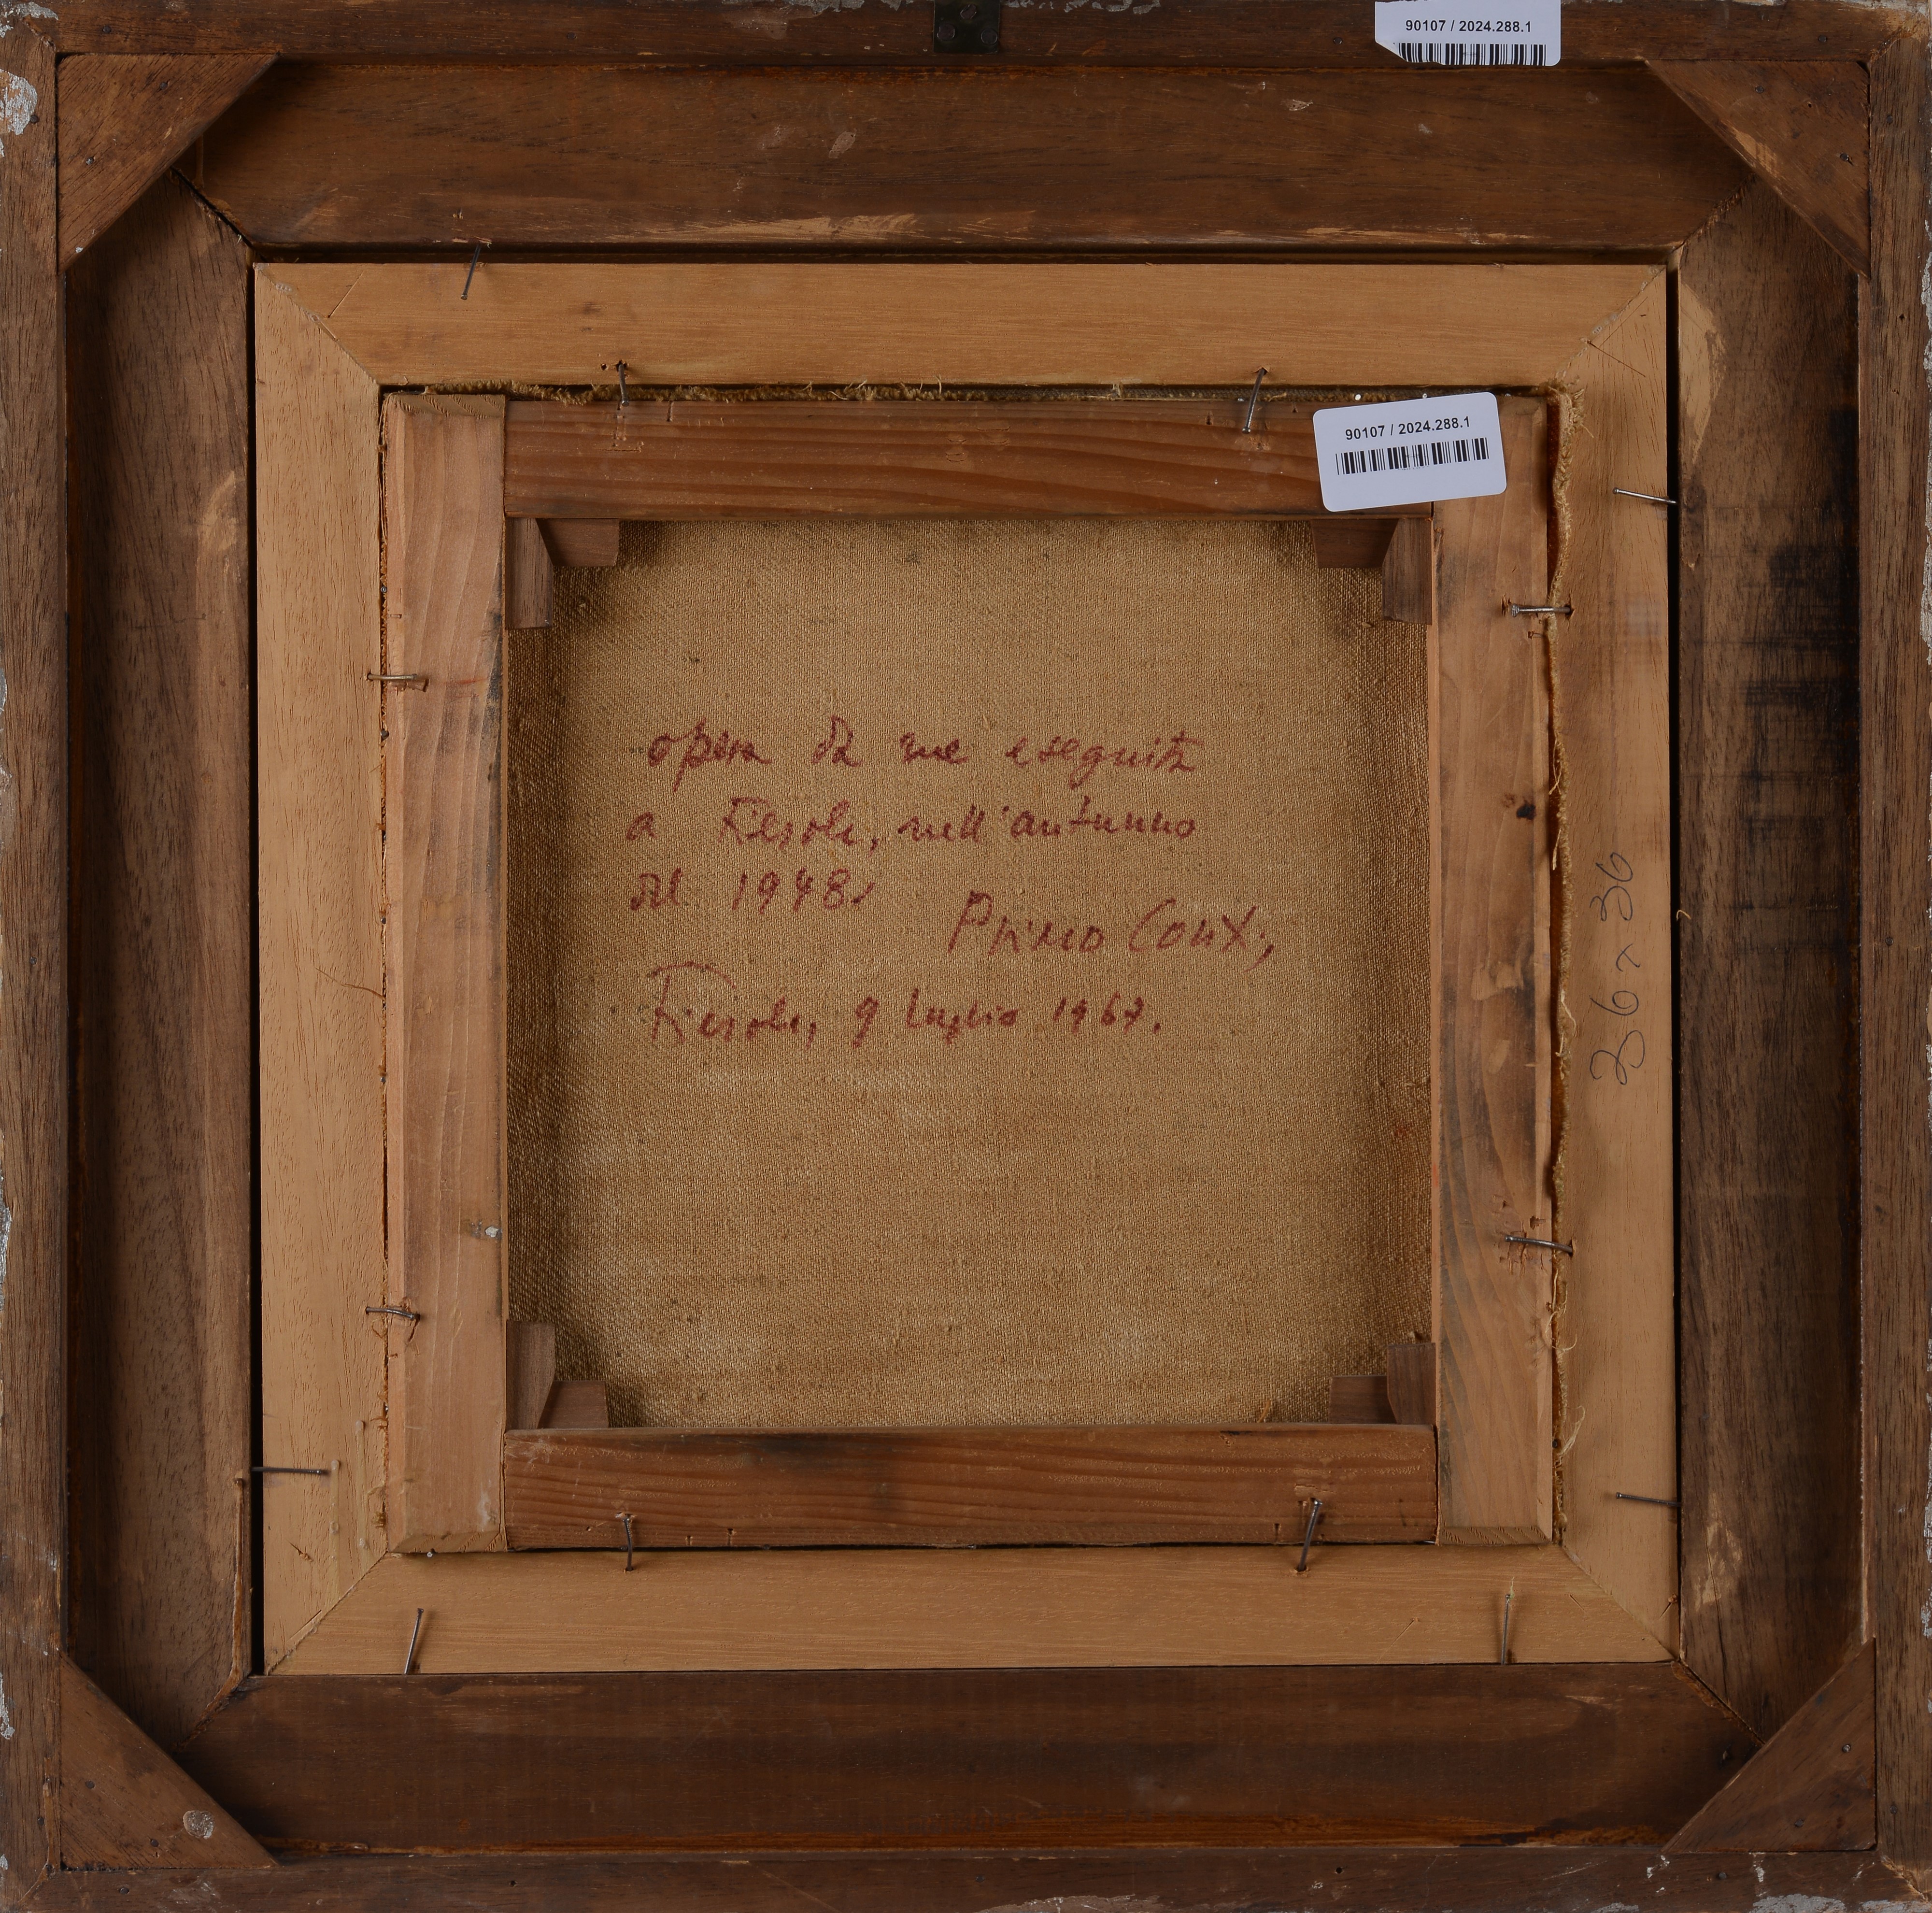 90107 / 2024.288.1
90107 / 2024.288.1
opera da me eseguita
a Fiesole, nell'autunno
del 1948.
Primo Conti,
Fiesole, 9 luglio 1967.
36 x 36